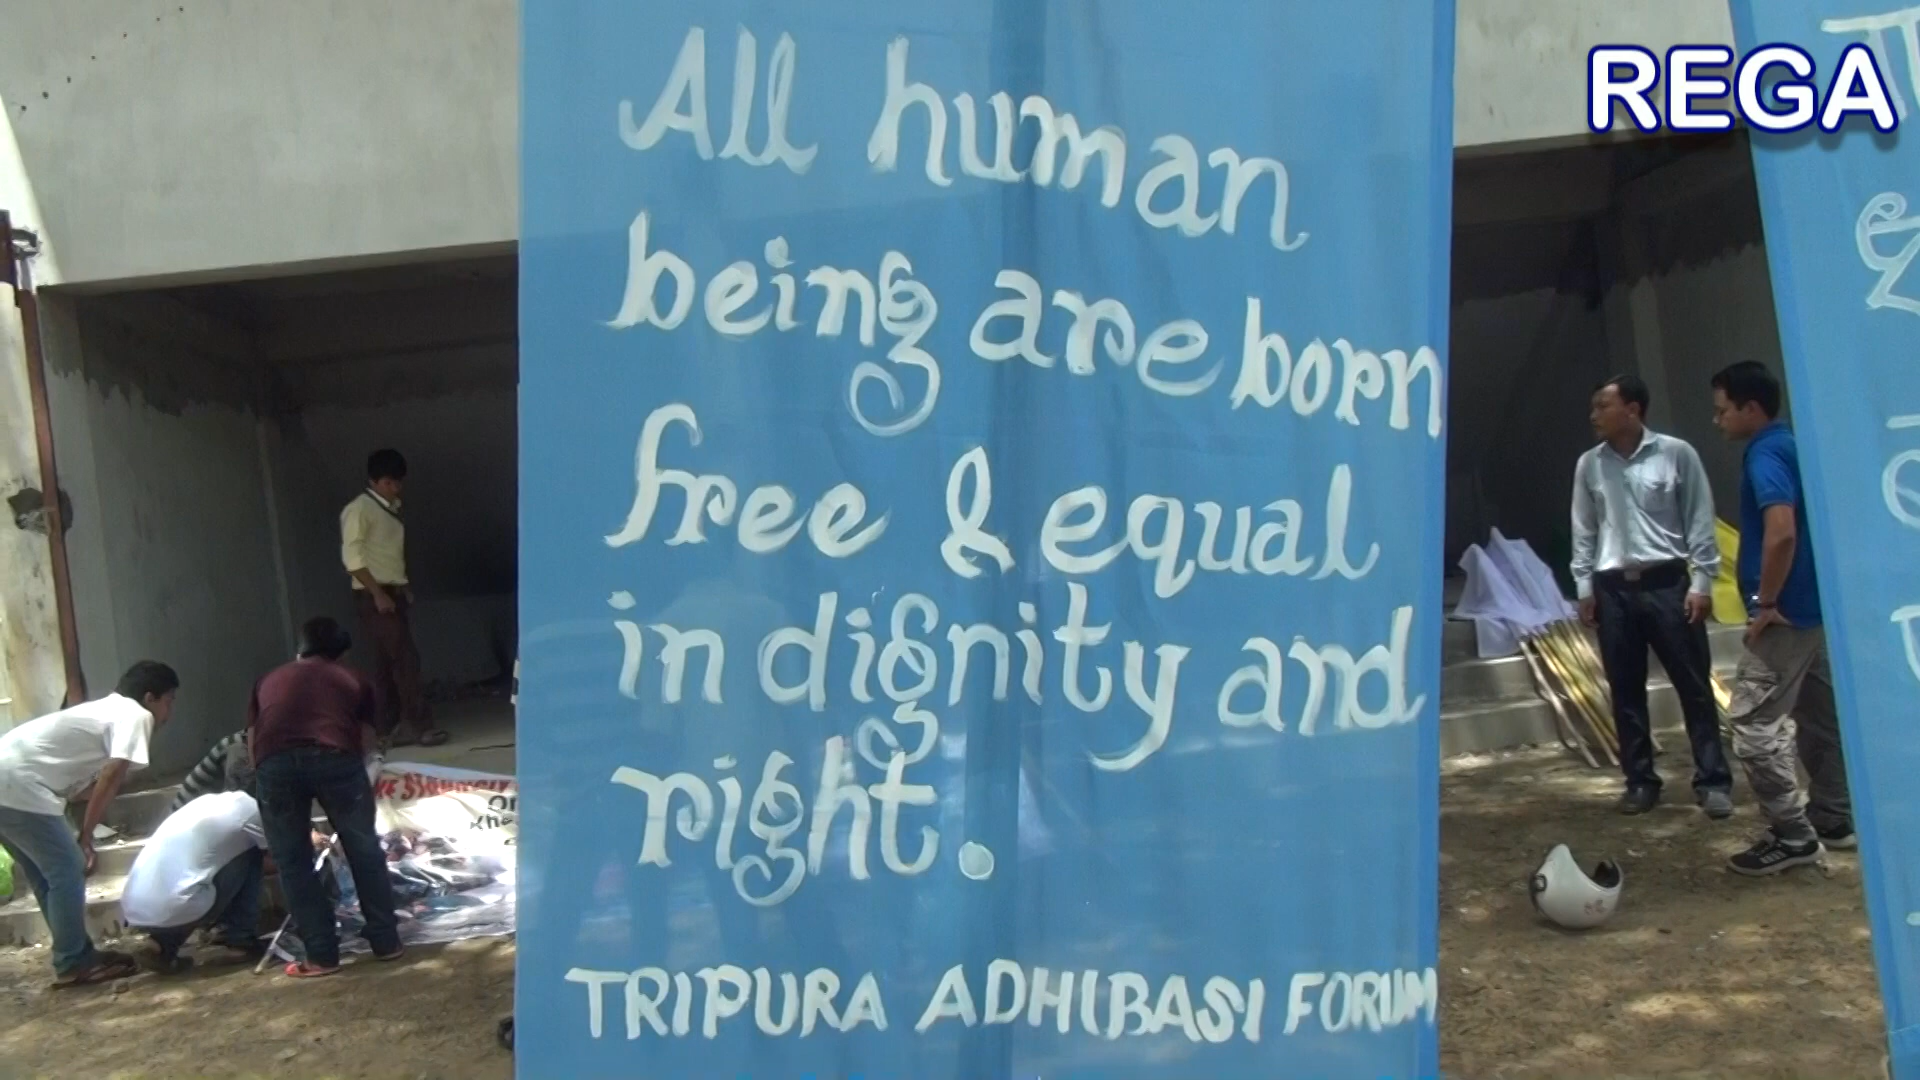 All human
being are born
free & equal
in dignity and
right.
TRIPURA ADHIBASI FORUM
REGA